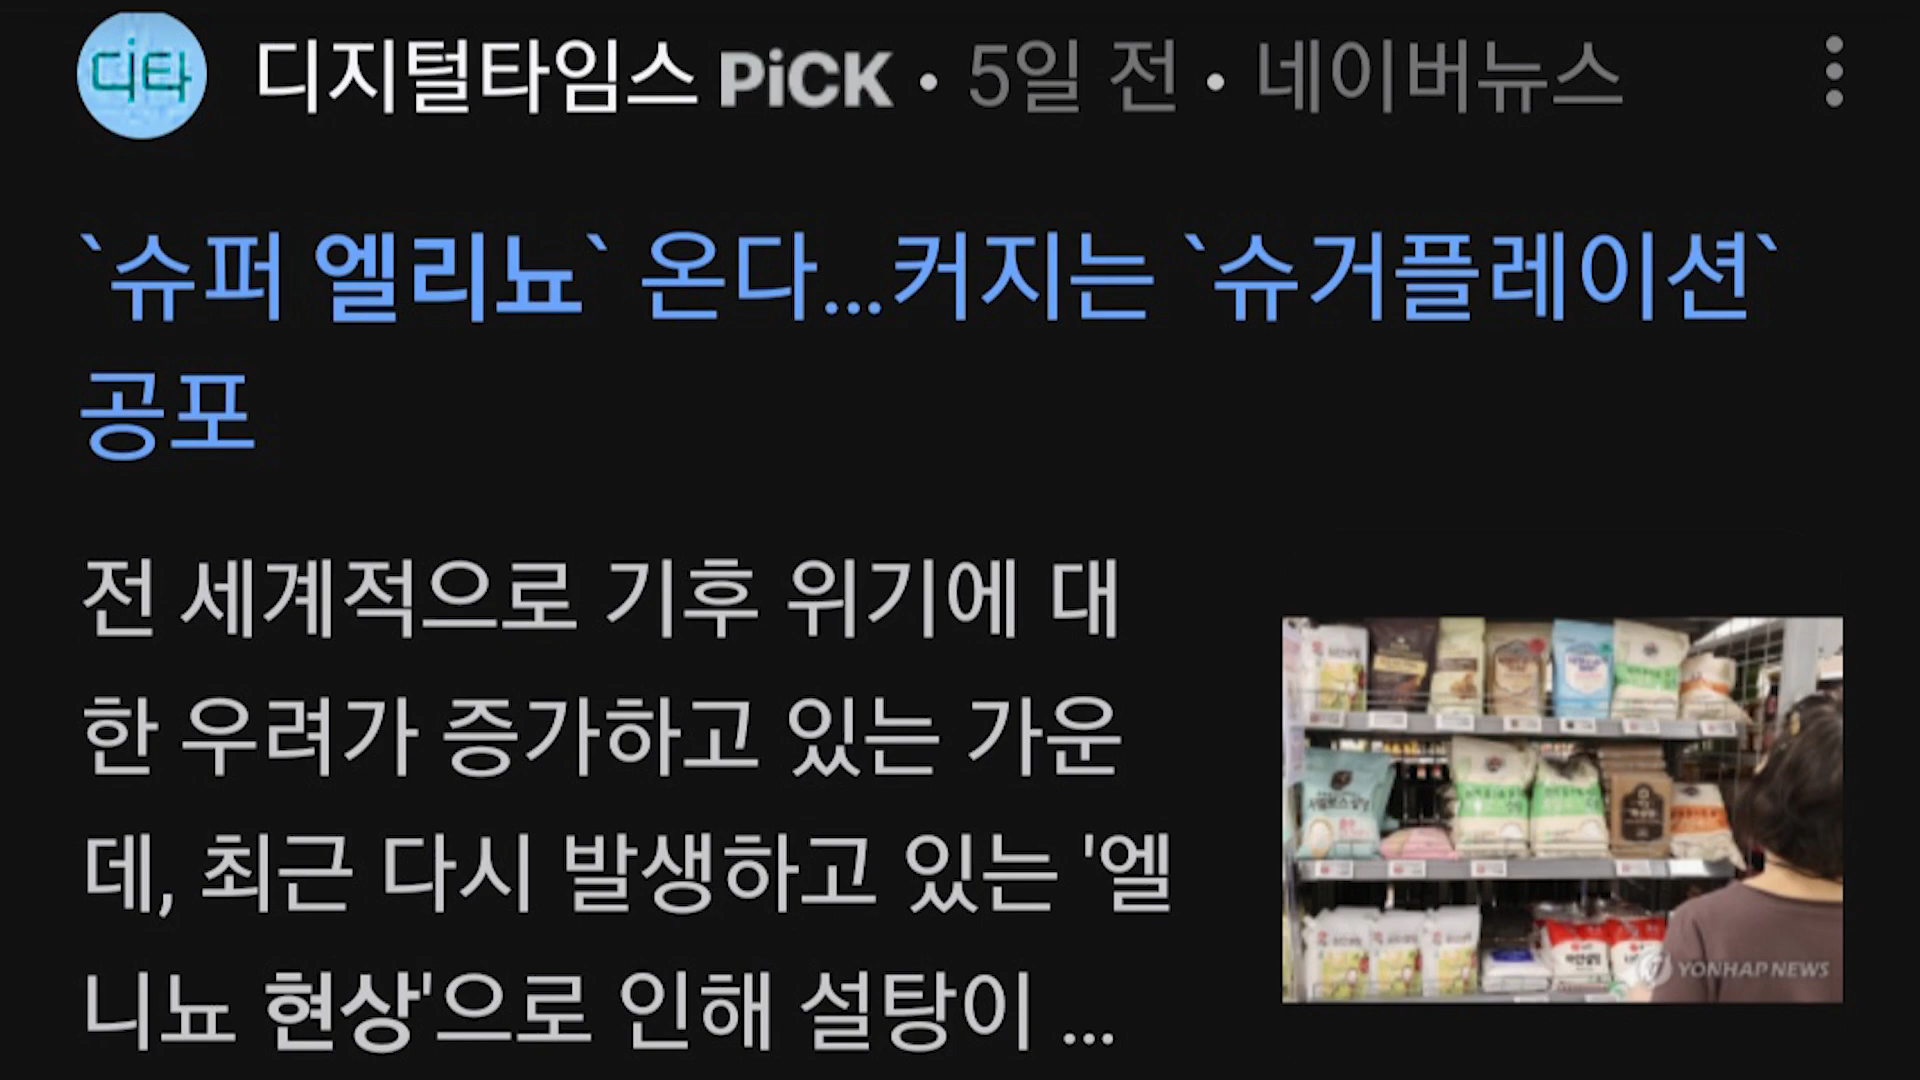 디타
디지털타임스 PiCK · 5일 전 · 네이버뉴스
`슈퍼 엘리뇨` 온다...커지는 `슈거플레이션`
공포
전 세계적으로 기후 위기에 대
한 우려가 증가하고 있는 가운
데, 최근 다시 발생하고 있는 '엘
니뇨 현상'으로 인해 설탕이 ...
YONHAP NEWS